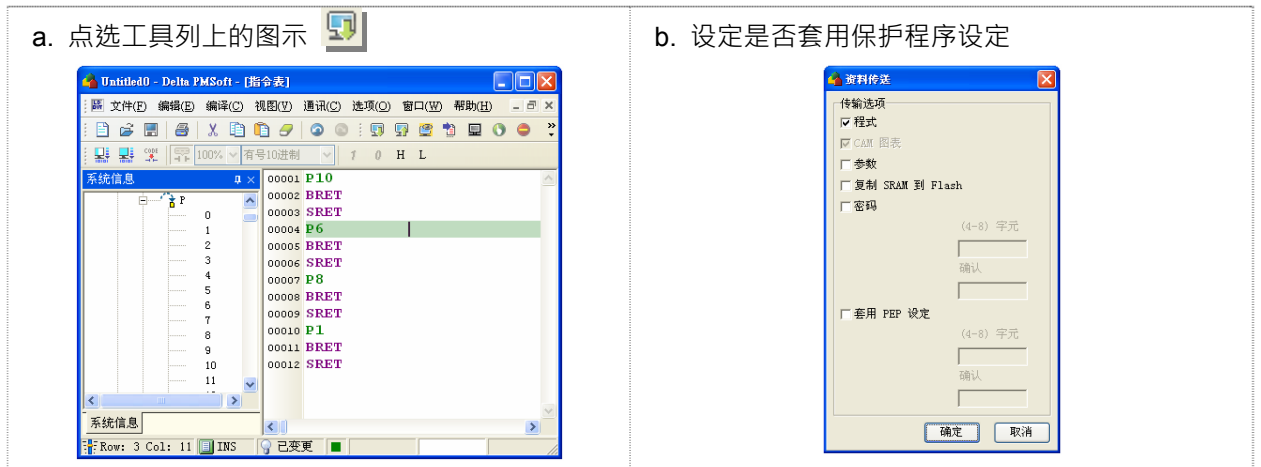 a. 点选工具列上的图示
Untitled0 - Delta PMSoft - [指令表]
文件(F) 编辑(E) 编译(C) 视图(V) 通讯(C) 选项(O) 窗口(W) 帮助(H)
CODE 100% 有号10进制 1 0 H L
系统信息
P
0
1
2
3
4
5
6
7
8
9
10
11
系统信息
00001 P10
00002 BRET
00003 SRET
00004 P6
00005 BRET
00006 SRET
00007 P8
00008 BRET
00009 SRET
00010 P1
00011 BRET
00012 SRET
Row: 3 Col: 11 INS 已变更
b. 设定是否套用保护程序设定
资料传送
传输选项
程式
CAM 图表
参数
复制 SRAM 到 Flash
密码
(4-8) 字元
确认
套用 PEP 设定
(4-8) 字元
确认
确定 取消